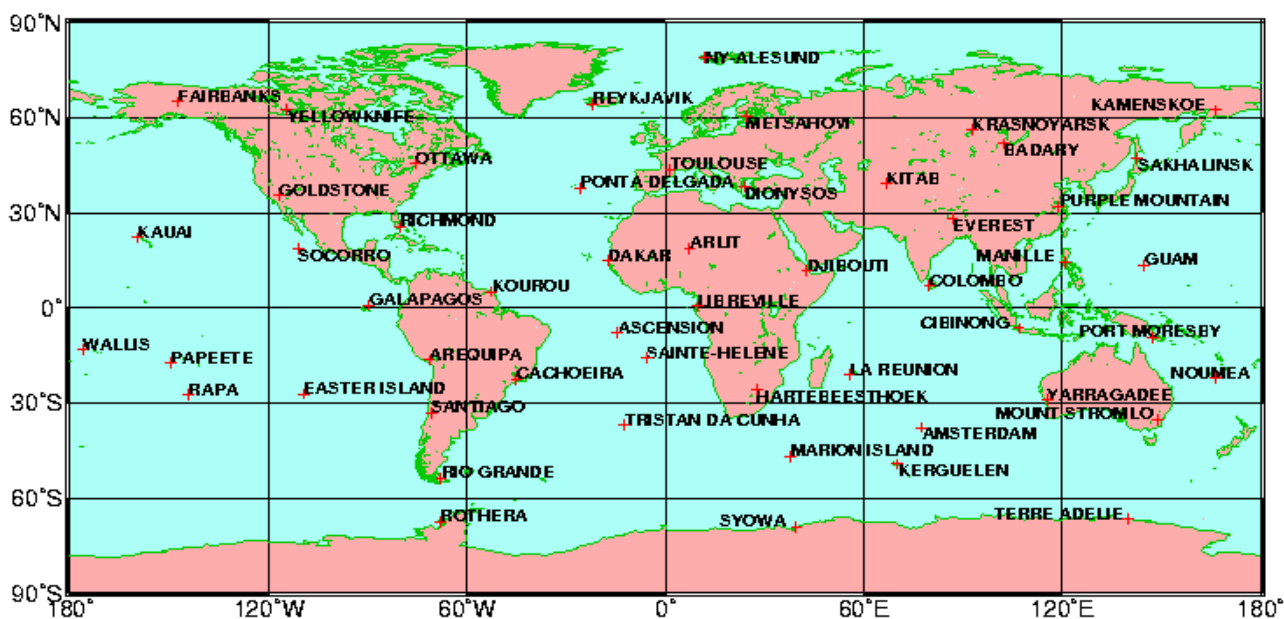 90°N
NY-ALESUND
FAIRBANKS
REYKJAVIK
KAMENSKOE
60°N
YELLOWKNIFE
METSAHOVI
KRASNOYARSK
BADARY
OTTAWA
TOULOUSE
SAKHALINSK
GOLDSTONE
PONTA DELGADA
DIONYSOS
KITAB
PURPLE MOUNTAIN
30°N
RICHMOND
EVEREST
KAUAI
SOCORRO
DAKAR
ARLIT
DJIBOUTI
MANILLE
GUAM
KOUROU
COLOMBO
0°
GALAPAGOS
LIBREVILLE
ASCENSION
CIBINONG
PORT MORESBY
WALLIS
PAPEETE
AREQUIPA
SAINTE-HELENE
CACHOEIRA
LA REUNION
NOUMEA
RAPA
EASTER ISLAND
HARTEBEESTHOEK
YARRAGADEE
30°S
SANTIAGO
TRISTAN DA CUNHA
MOUNT STROMLO
AMSTERDAM
MARION ISLAND
RIO GRANDE
KERGUELEN
60°S
ROTHERA
SYOWA
TERRE ADELIE
90°S
180° 120°W 60°W 0° 60°E 120°E 180°